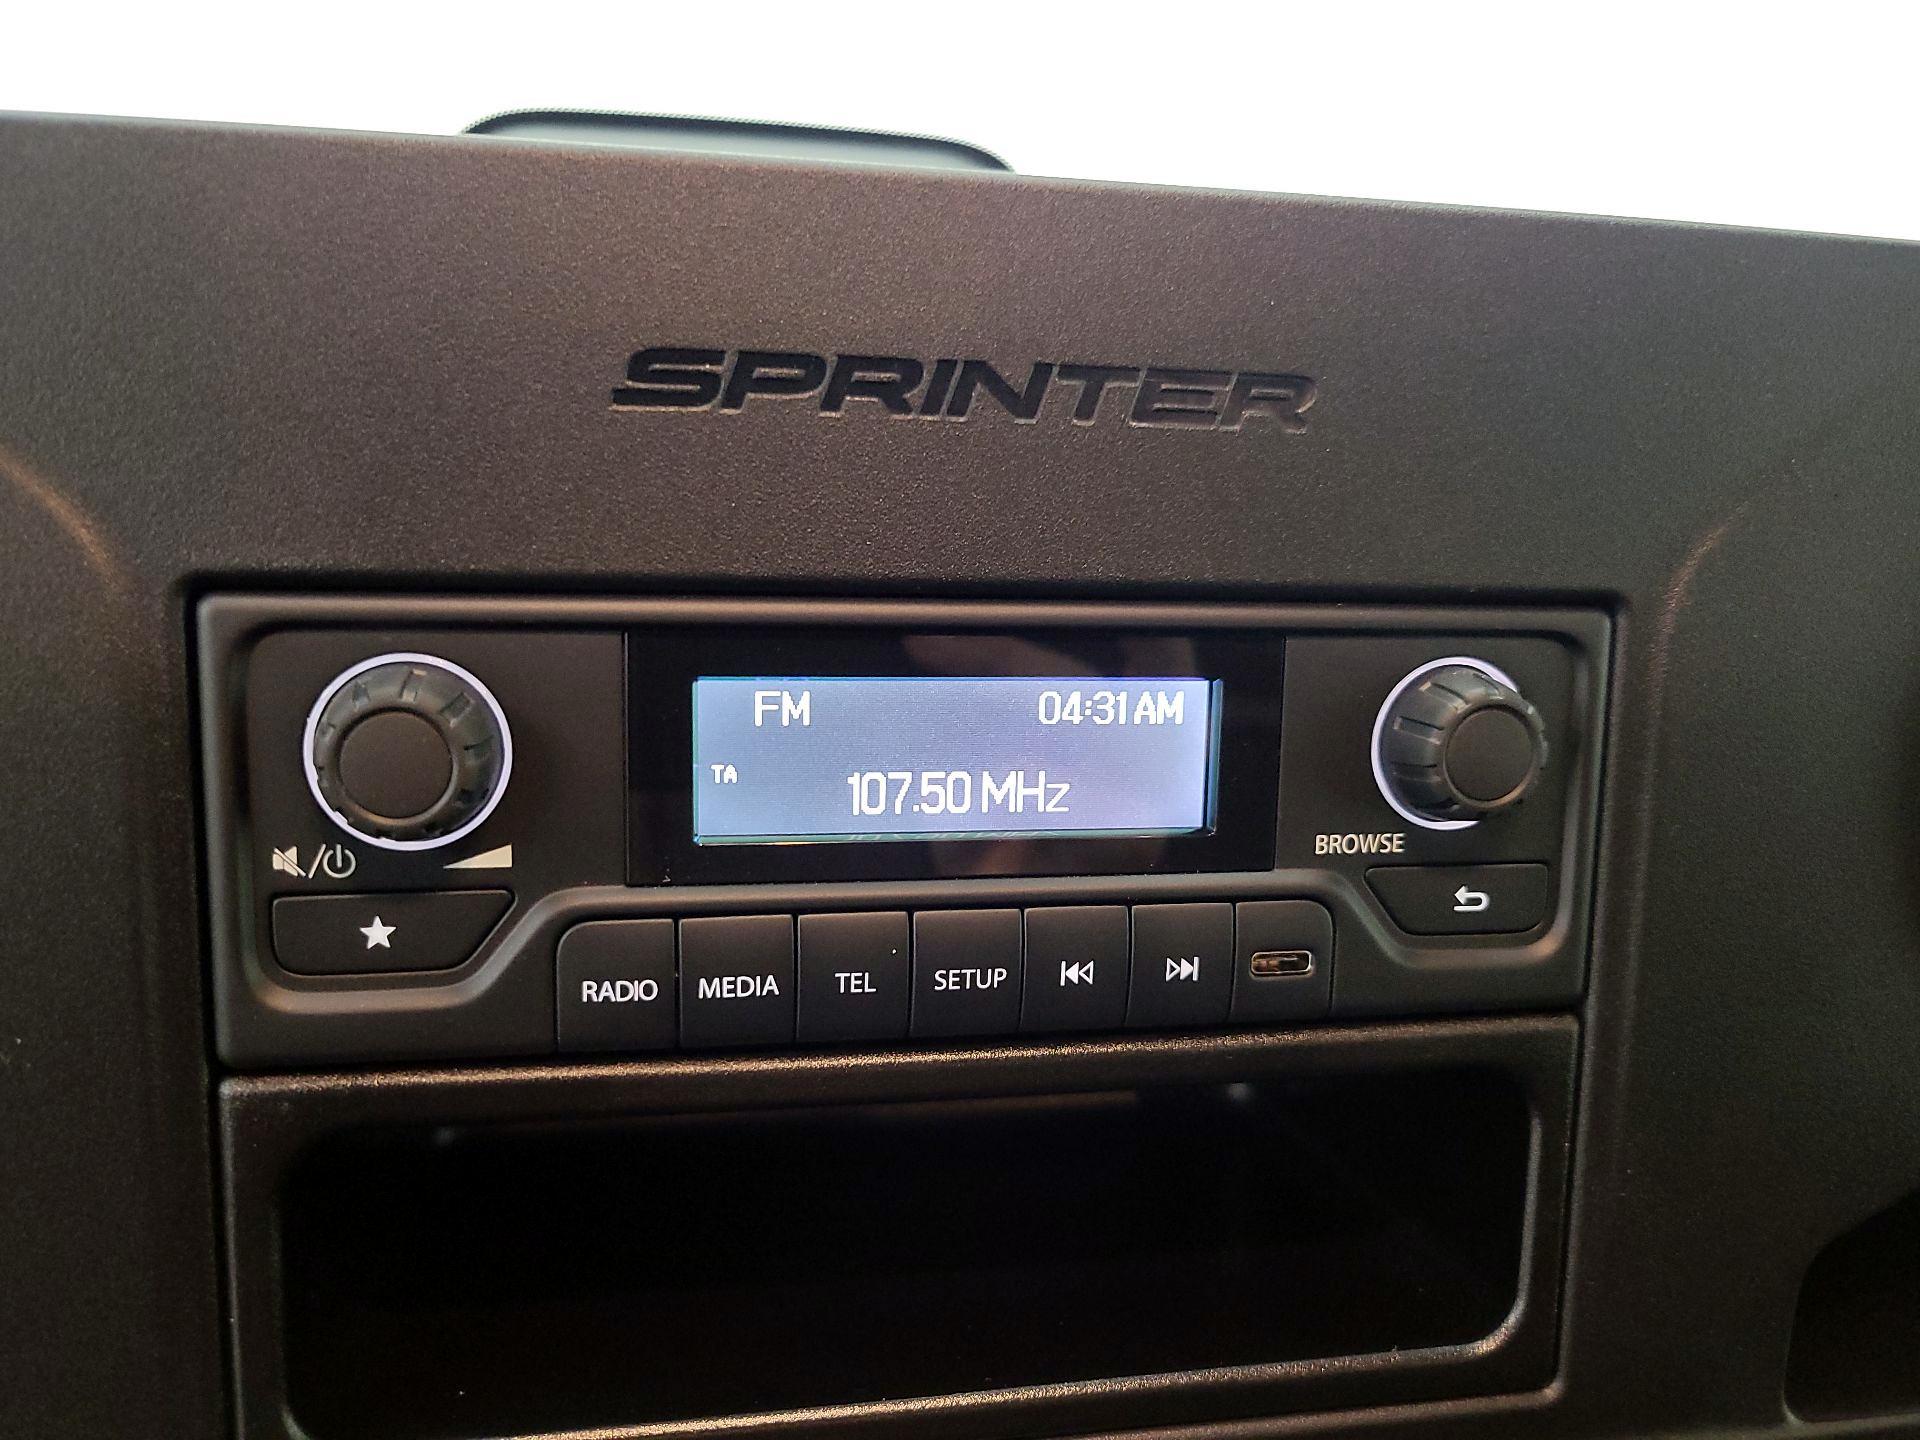 SPRINTER
FM 04:31 AM
TA
107.50 MHz
BROWSE
RADIO MEDIA TEL SETUP